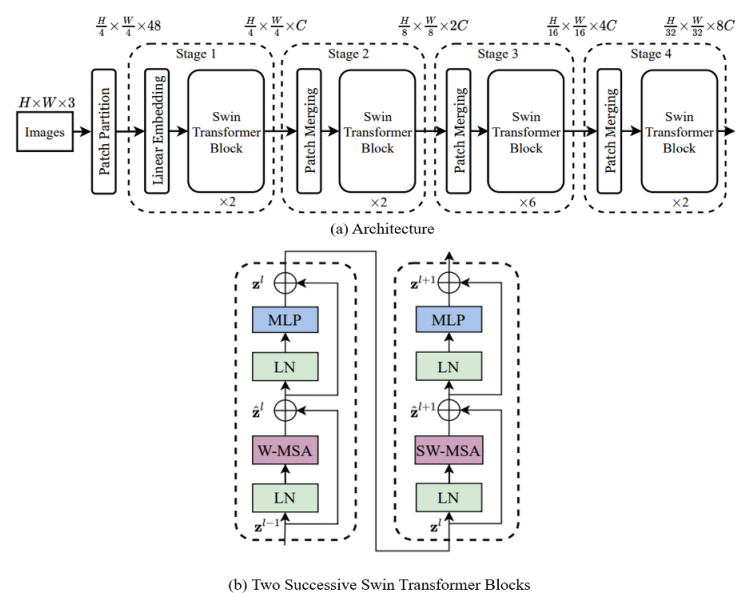 H/4 × W/4 × 48
H/4 × W/4 × C
H/8 × W/8 × 2C
H/16 × W/16 × 4C
H/32 × W/32 × 8C
Stage 1
Stage 2
Stage 3
Stage 4
H×W×3
Images
Patch Partition
Linear Embedding
Swin
Transformer
Block
×2
Patch Merging
Swin
Transformer
Block
×2
Patch Merging
Swin
Transformer
Block
×6
Patch Merging
Swin
Transformer
Block
×2
(a) Architecture
z^l
MLP
LN
ẑ^l
W-MSA
LN
z^{l-1}
z^{l+1}
MLP
LN
ẑ^{l+1}
SW-MSA
LN
z^l
(b) Two Successive Swin Transformer Blocks